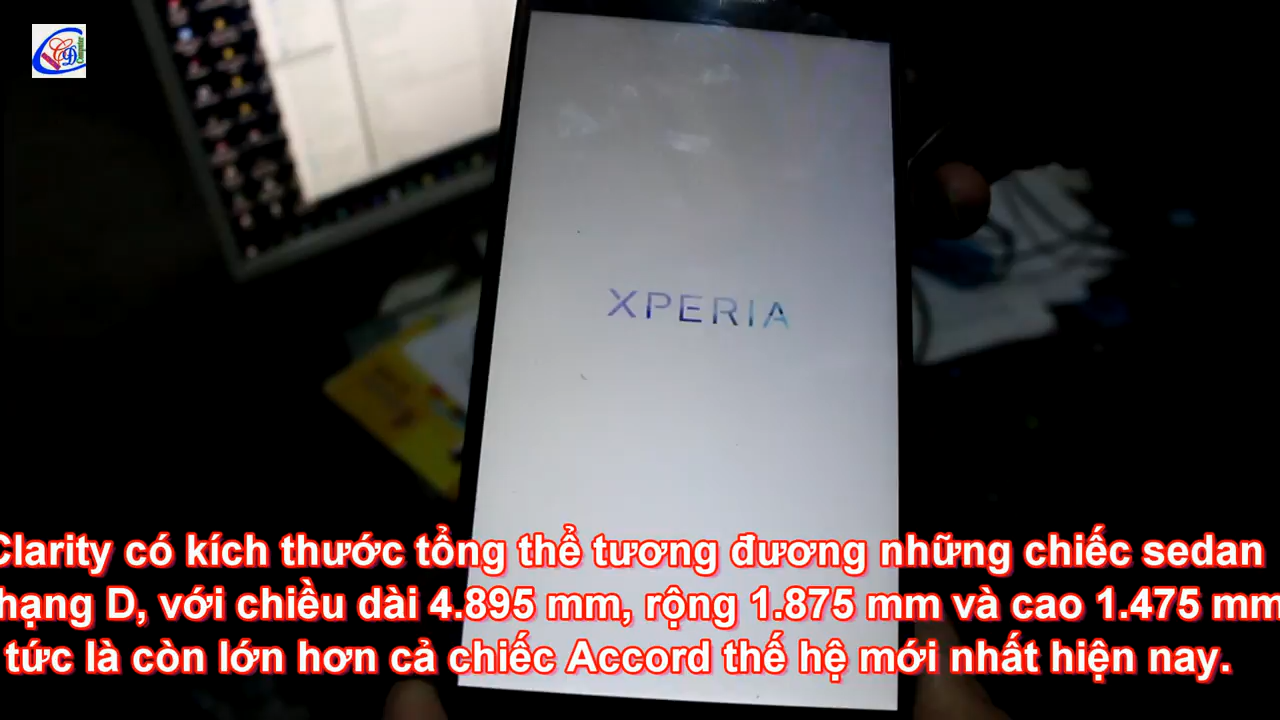 XPERIA
Clarity có kích thước tổng thể tương đương những chiếc sedan
hạng D, với chiều dài 4.895 mm, rộng 1.875 mm và cao 1.475 mm
tức là còn lớn hơn cả chiếc Accord thế hệ mới nhất hiện nay.